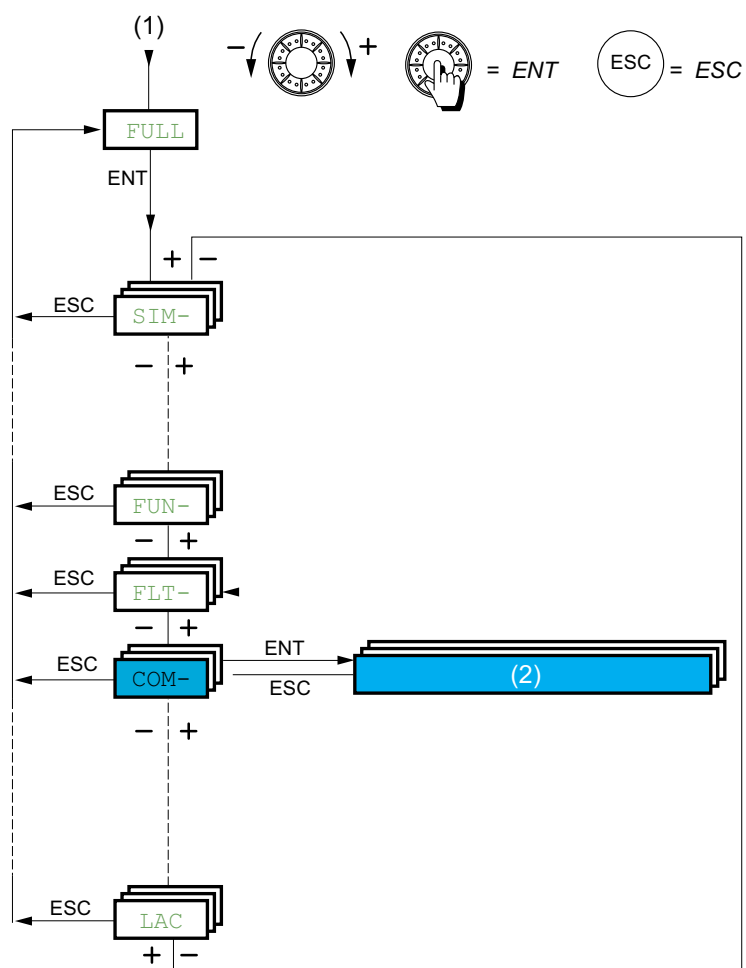 (1)
− +
= ENT
ESC = ESC
FULL
ENT
+ −
ESC
SIM-
− +
ESC
FUN-
− +
ESC
FLT-
− +
ESC
COM-
ENT
ESC
(2)
− +
ESC
LAC
+ −